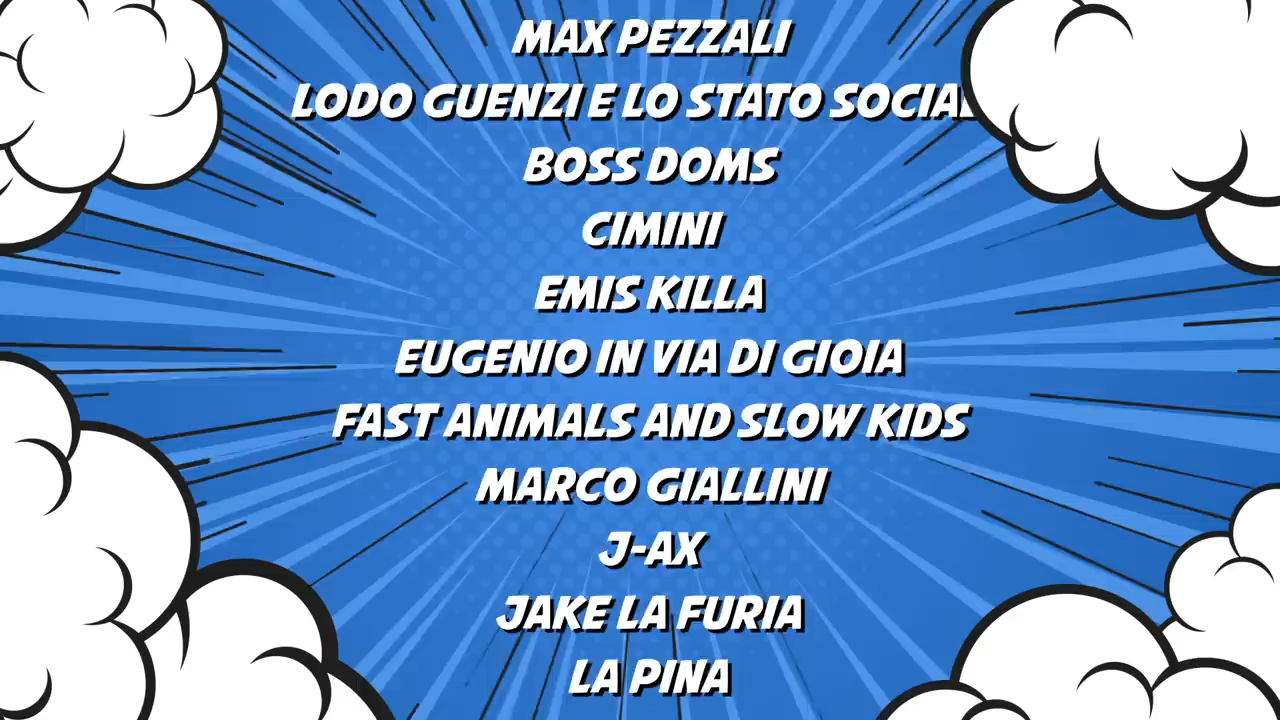 MAX PEZZALI
LODO GUENZI E LO STATO SOCIAL
BOSS DOMS
CIMINI
EMIS KILLA
EUGENIO IN VIA DI GIOIA
FAST ANIMALS AND SLOW KIDS
MARCO GIALLINI
J-AX
JAKE LA FURIA
LA PINA